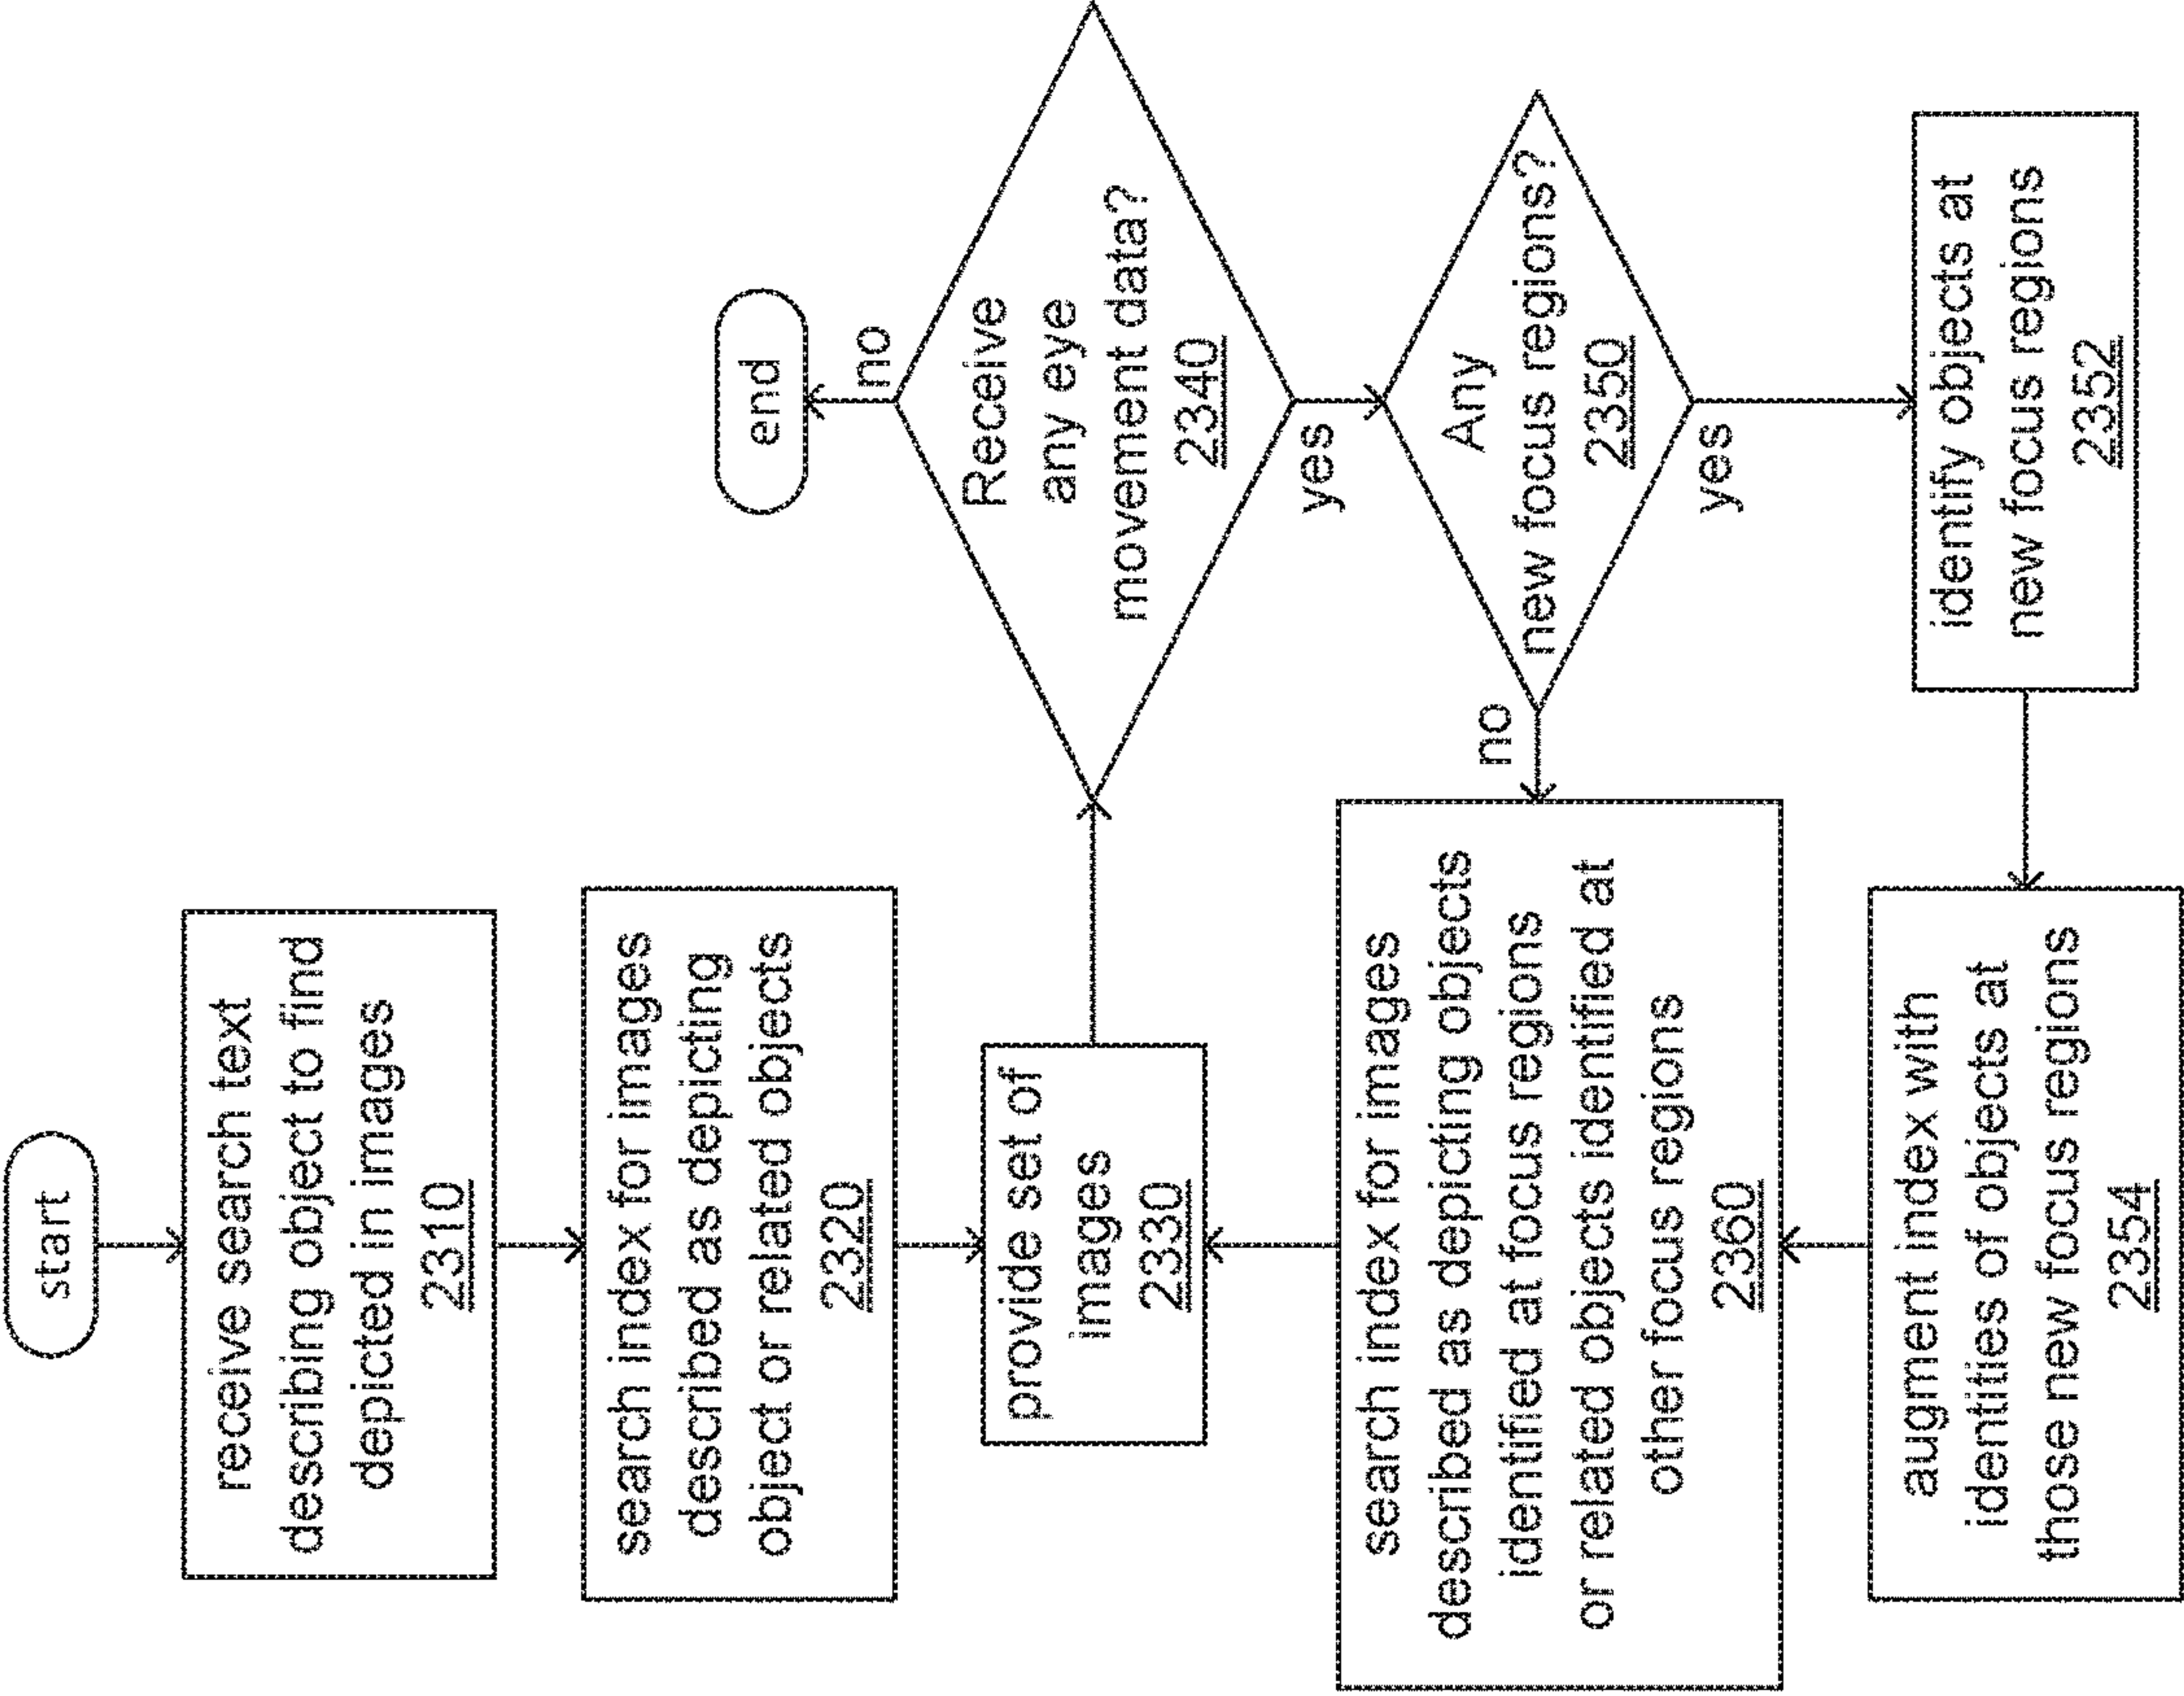 start
receive search text
describing object to find
depicted in images
2310
search index for images
described as depicting
object or related objects
2320
provide set of
images
2330
Receive
any eye
movement data?
2340
no
end
yes
Any
new focus regions?
2350
no
yes
identify objects at
new focus regions
2352
augment index with
identities of objects at
those new focus regions
2354
search index for images
described as depicting objects
identified at focus regions
or related objects identified at
other focus regions
2360